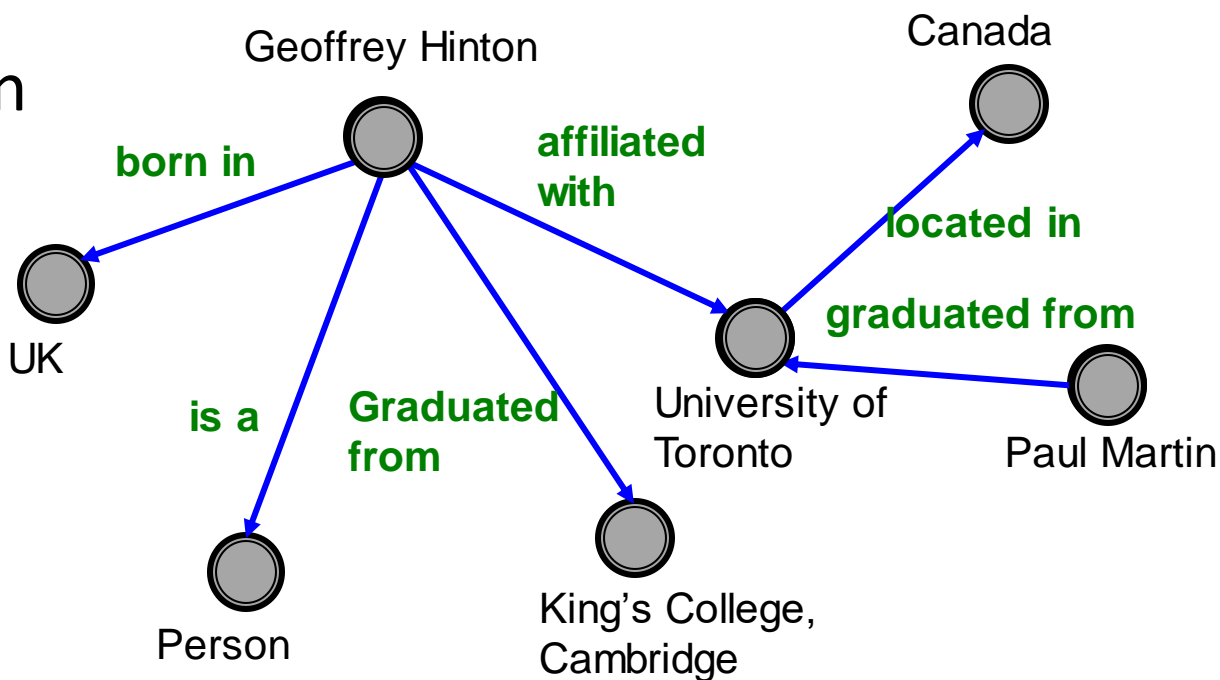 Geoffrey Hinton
Canada
born in
affiliated
with
located in
graduated from
UK
is a
Graduated
from
University of
Toronto
Paul Martin
Person
King's College,
Cambridge